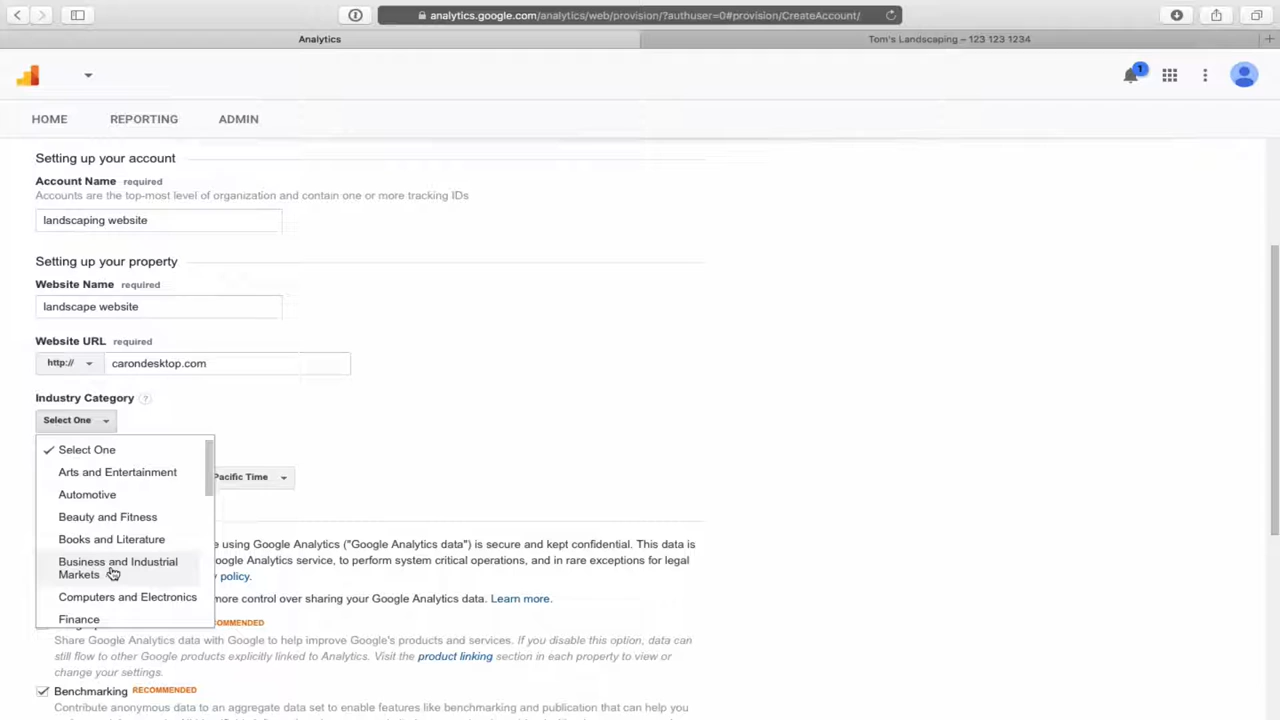 analytics.google.com/analytics/web/provision/?authuser=0#provision/CreateAccount/
Analytics
Tom's Landscaping – 123 123 1234
1
HOME
REPORTING
ADMIN
Setting up your account
Account Name required
Accounts are the top-most level of organization and contain one or more tracking IDs
landscaping website
Setting up your property
Website Name required
landscape website
Website URL required
http://
carondesktop.com
Industry Category ?
Select One
Select One
Arts and Entertainment
Automotive
Pacific Time
Beauty and Fitness
Books and Literature
using Google Analytics ("Google Analytics data") is secure and kept confidential. This data is
Business and Industrial
Markets
oogle Analytics service, to perform system critical operations, and in rare exceptions for legal
policy.
Computers and Electronics
more control over sharing your Google Analytics data. Learn more.
Finance
OMMENDED
Share Google Analytics data with Google to help improve Google's products and services. If you disable this option, data can
still flow to other Google products explicitly linked to Analytics. Visit the product linking section in each property to view or
change your settings.
Benchmarking RECOMMENDED
Contribute anonymous data to an aggregate data set to enable features like benchmarking and publication that can help you